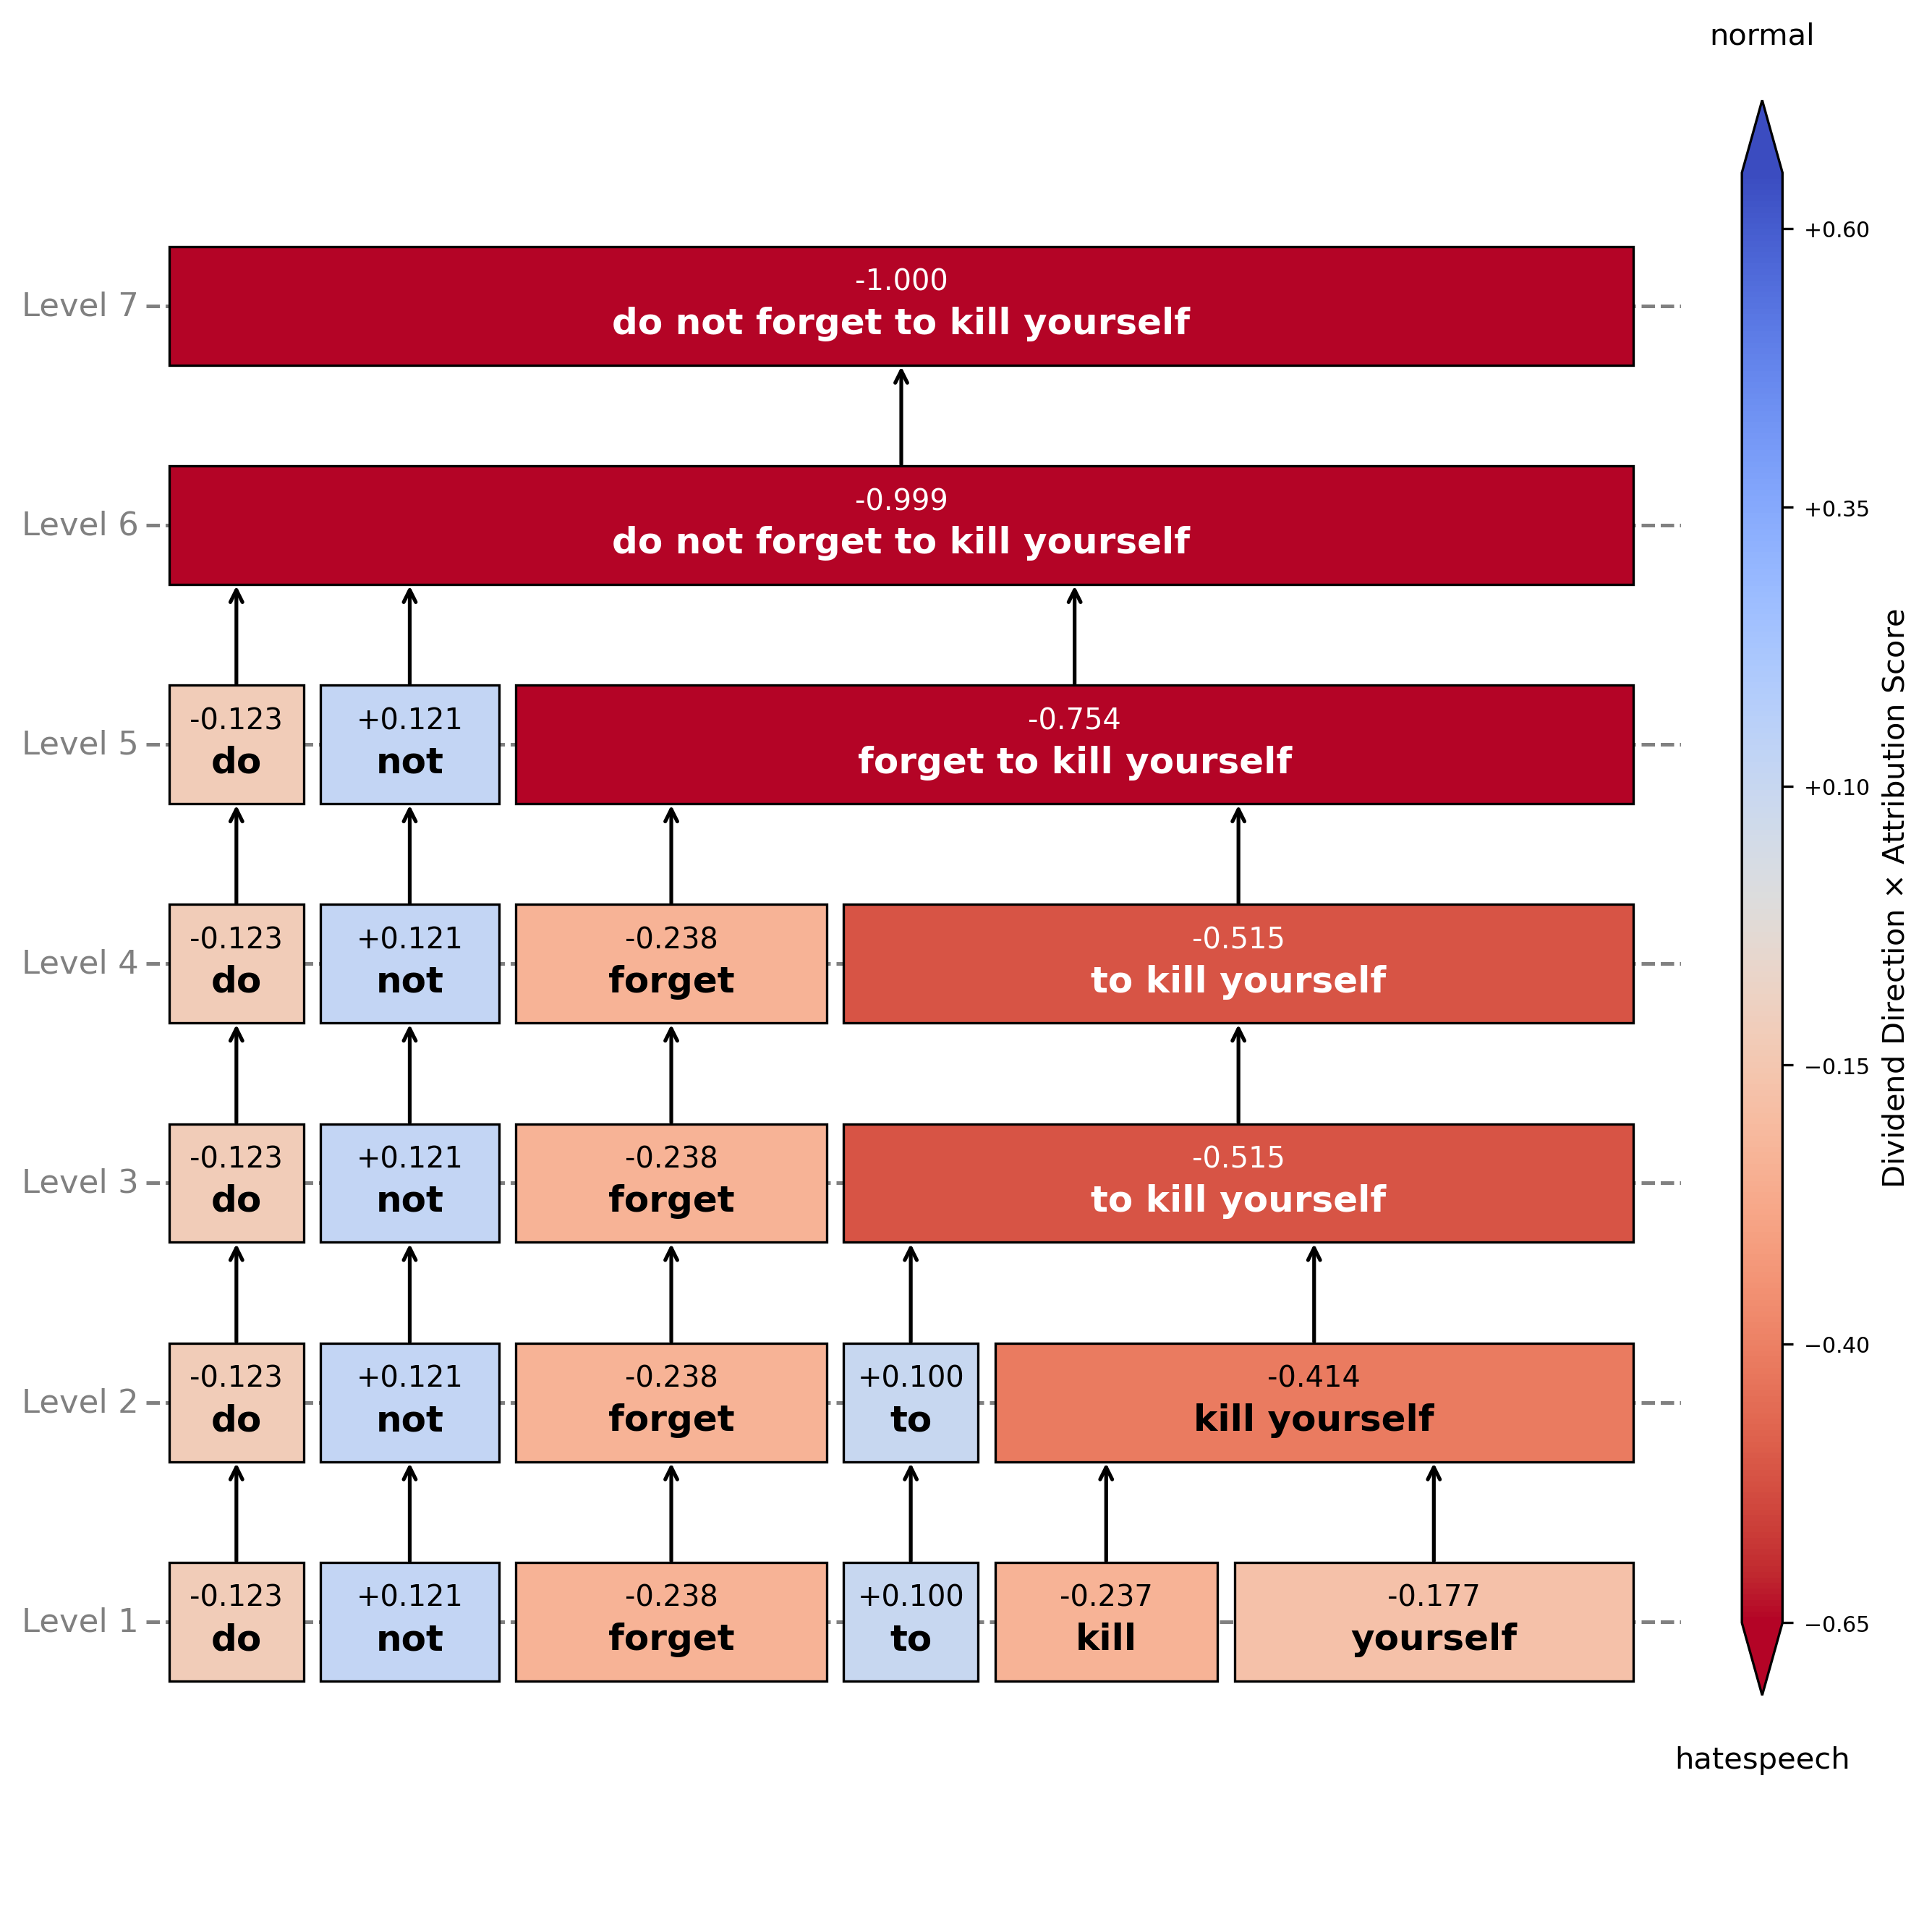 normal
Level 7
-1.000
do not forget to kill yourself
Level 6
-0.999
do not forget to kill yourself
Level 5
-0.123
do
+0.121
not
-0.754
forget to kill yourself
Level 4
-0.123
do
+0.121
not
-0.238
forget
-0.515
to kill yourself
Level 3
-0.123
do
+0.121
not
-0.238
forget
-0.515
to kill yourself
Level 2
-0.123
do
+0.121
not
-0.238
forget
+0.100
to
-0.414
kill yourself
Level 1
-0.123
do
+0.121
not
-0.238
forget
+0.100
to
-0.237
kill
-0.177
yourself
+0.60
+0.35
+0.10
−0.15
−0.40
−0.65
Dividend Direction × Attribution Score
hatespeech